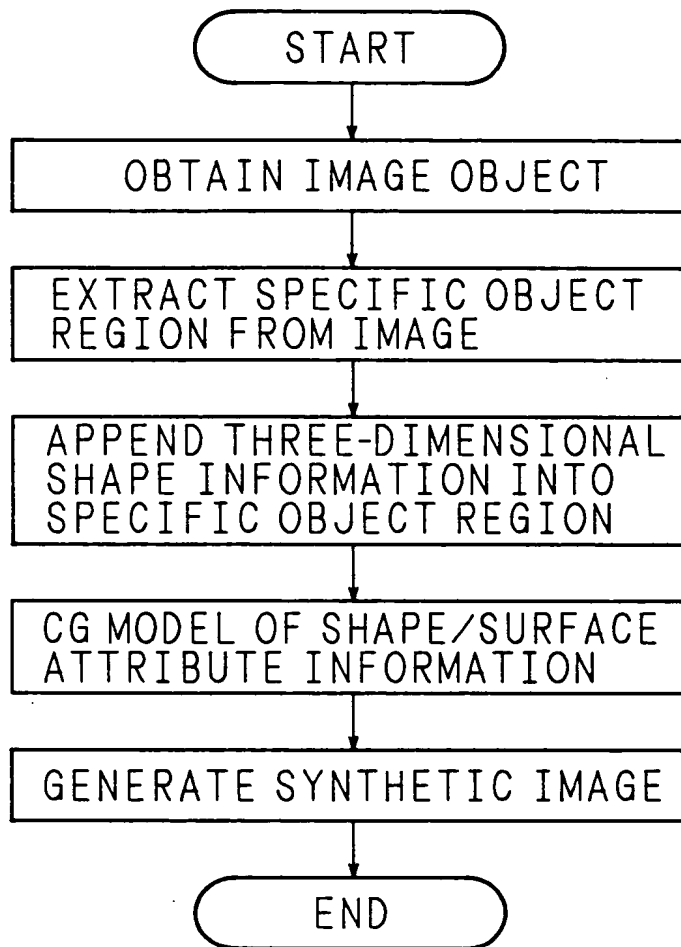 START
OBTAIN IMAGE OBJECT
EXTRACT SPECIFIC OBJECT
REGION FROM IMAGE
APPEND THREE-DIMENSIONAL
SHAPE INFORMATION INTO
SPECIFIC OBJECT REGION
CG MODEL OF SHAPE/SURFACE
ATTRIBUTE INFORMATION
GENERATE SYNTHETIC IMAGE
END